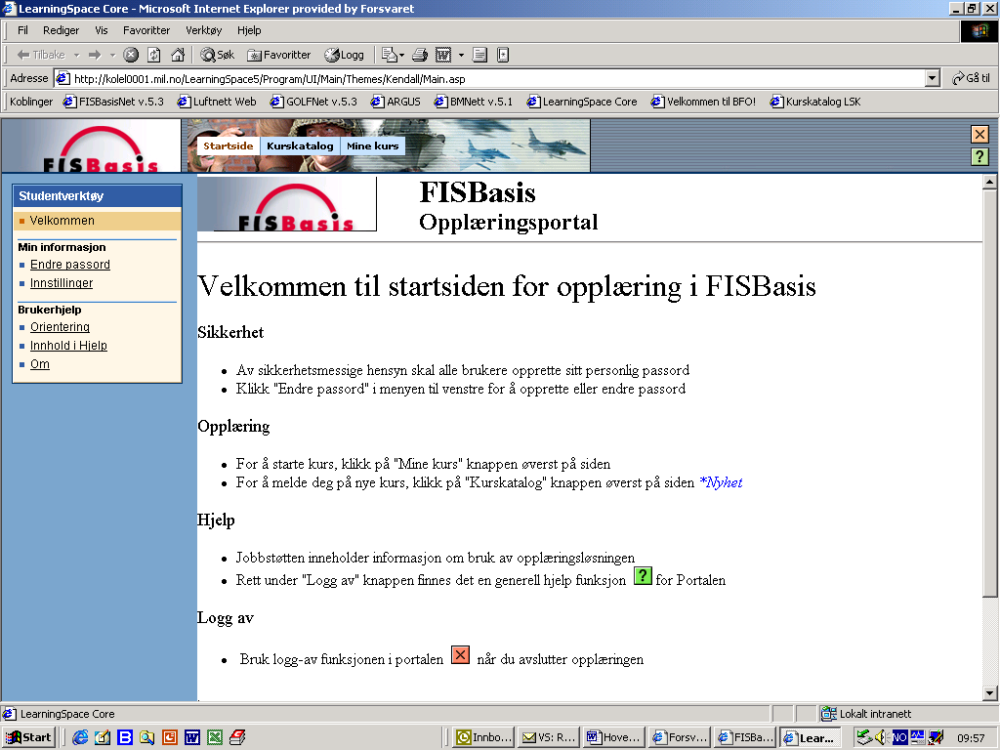 LearningSpace Core - Microsoft Internet Explorer provided by Forsvaret
Fil Rediger Vis Favoritter Verktøy Hjelp
Tilbake Søk Favoritter Logg
Adresse http://kolel0001.mil.no/LearningSpace5/Program/UI/Main/Themes/Kendall/Main.asp Gå til
Koblinger FISBasisNet v.5.3 Luftnett Web GOLFNet v.5.3 ARGUS BMNett v.5.1 LearningSpace Core Velkommen til BFO! Kurskatalog LSK
FISBasis
Startside Kurskatalog Mine kurs
Studentverktøy
Velkommen
Min informasjon
Endre passord
Innstillinger
Brukerhjelp
Orientering
Innhold i Hjelp
Om
FISBasis
FISBasis
Opplæringsportal
Velkommen til startsiden for opplæring i FISBasis
Sikkerhet
Av sikkerhetsmessige hensyn skal alle brukere opprette sitt personlig passord
Klikk "Endre passord" i menyen til venstre for å opprette eller endre passord
Opplæring
For å starte kurs, klikk på "Mine kurs" knappen øverst på siden
For å melde deg på nye kurs, klikk på "Kurskatalog" knappen øverst på siden *Nyhet
Hjelp
Jobbstøtten inneholder informasjon om bruk av opplæringsløsningen
Rett under "Logg av" knappen finnes det en generell hjelp funksjon ? for Portalen
Logg av
Bruk logg-av funksjonen i portalen når du avslutter opplæringen
LearningSpace Core Lokalt intranett
Start Innbo... VS: R... Hove... Forsv... FISBa... Lear... NO 09:57